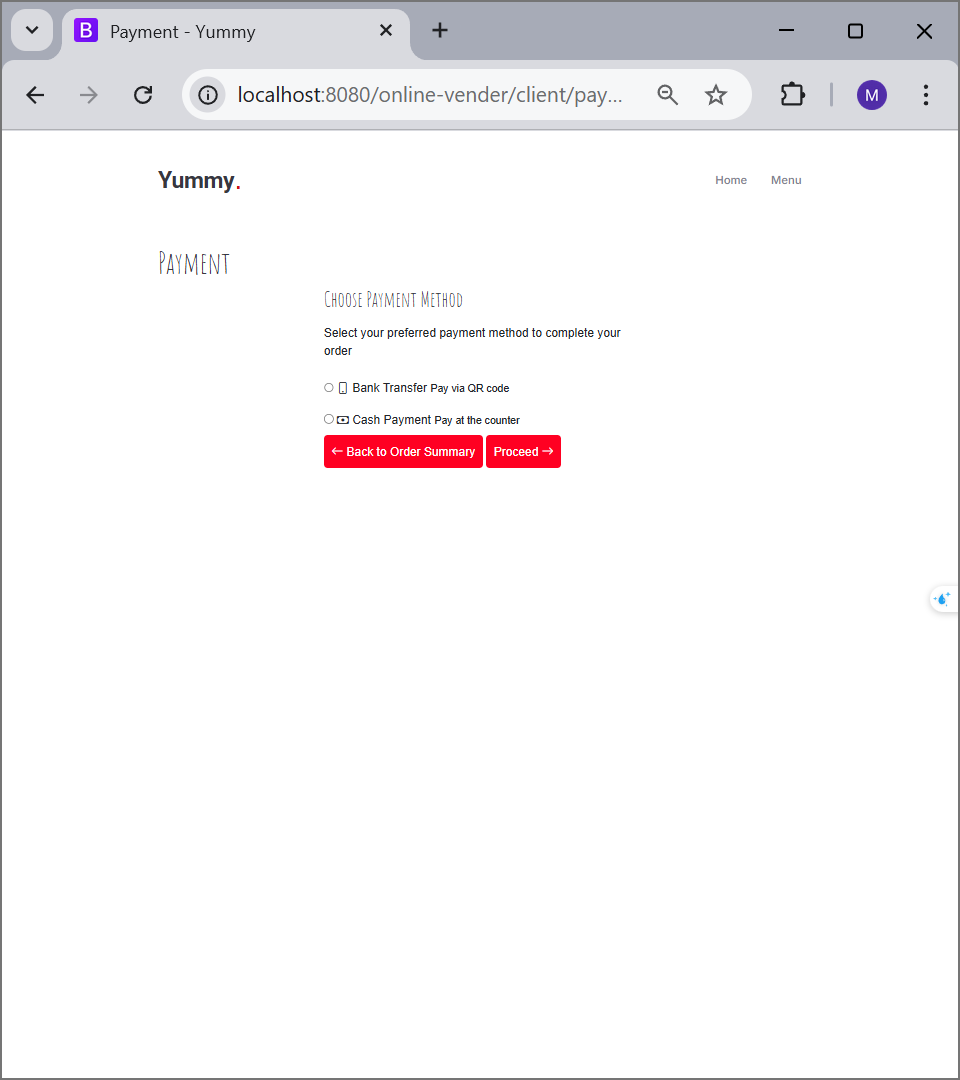 B Payment - Yummy
localhost:8080/online-vender/client/pay...
M
Yummy.
Home Menu
Payment
Choose Payment Method
Select your preferred payment method to complete your
order
Bank Transfer Pay via QR code
Cash Payment Pay at the counter
← Back to Order Summary Proceed →